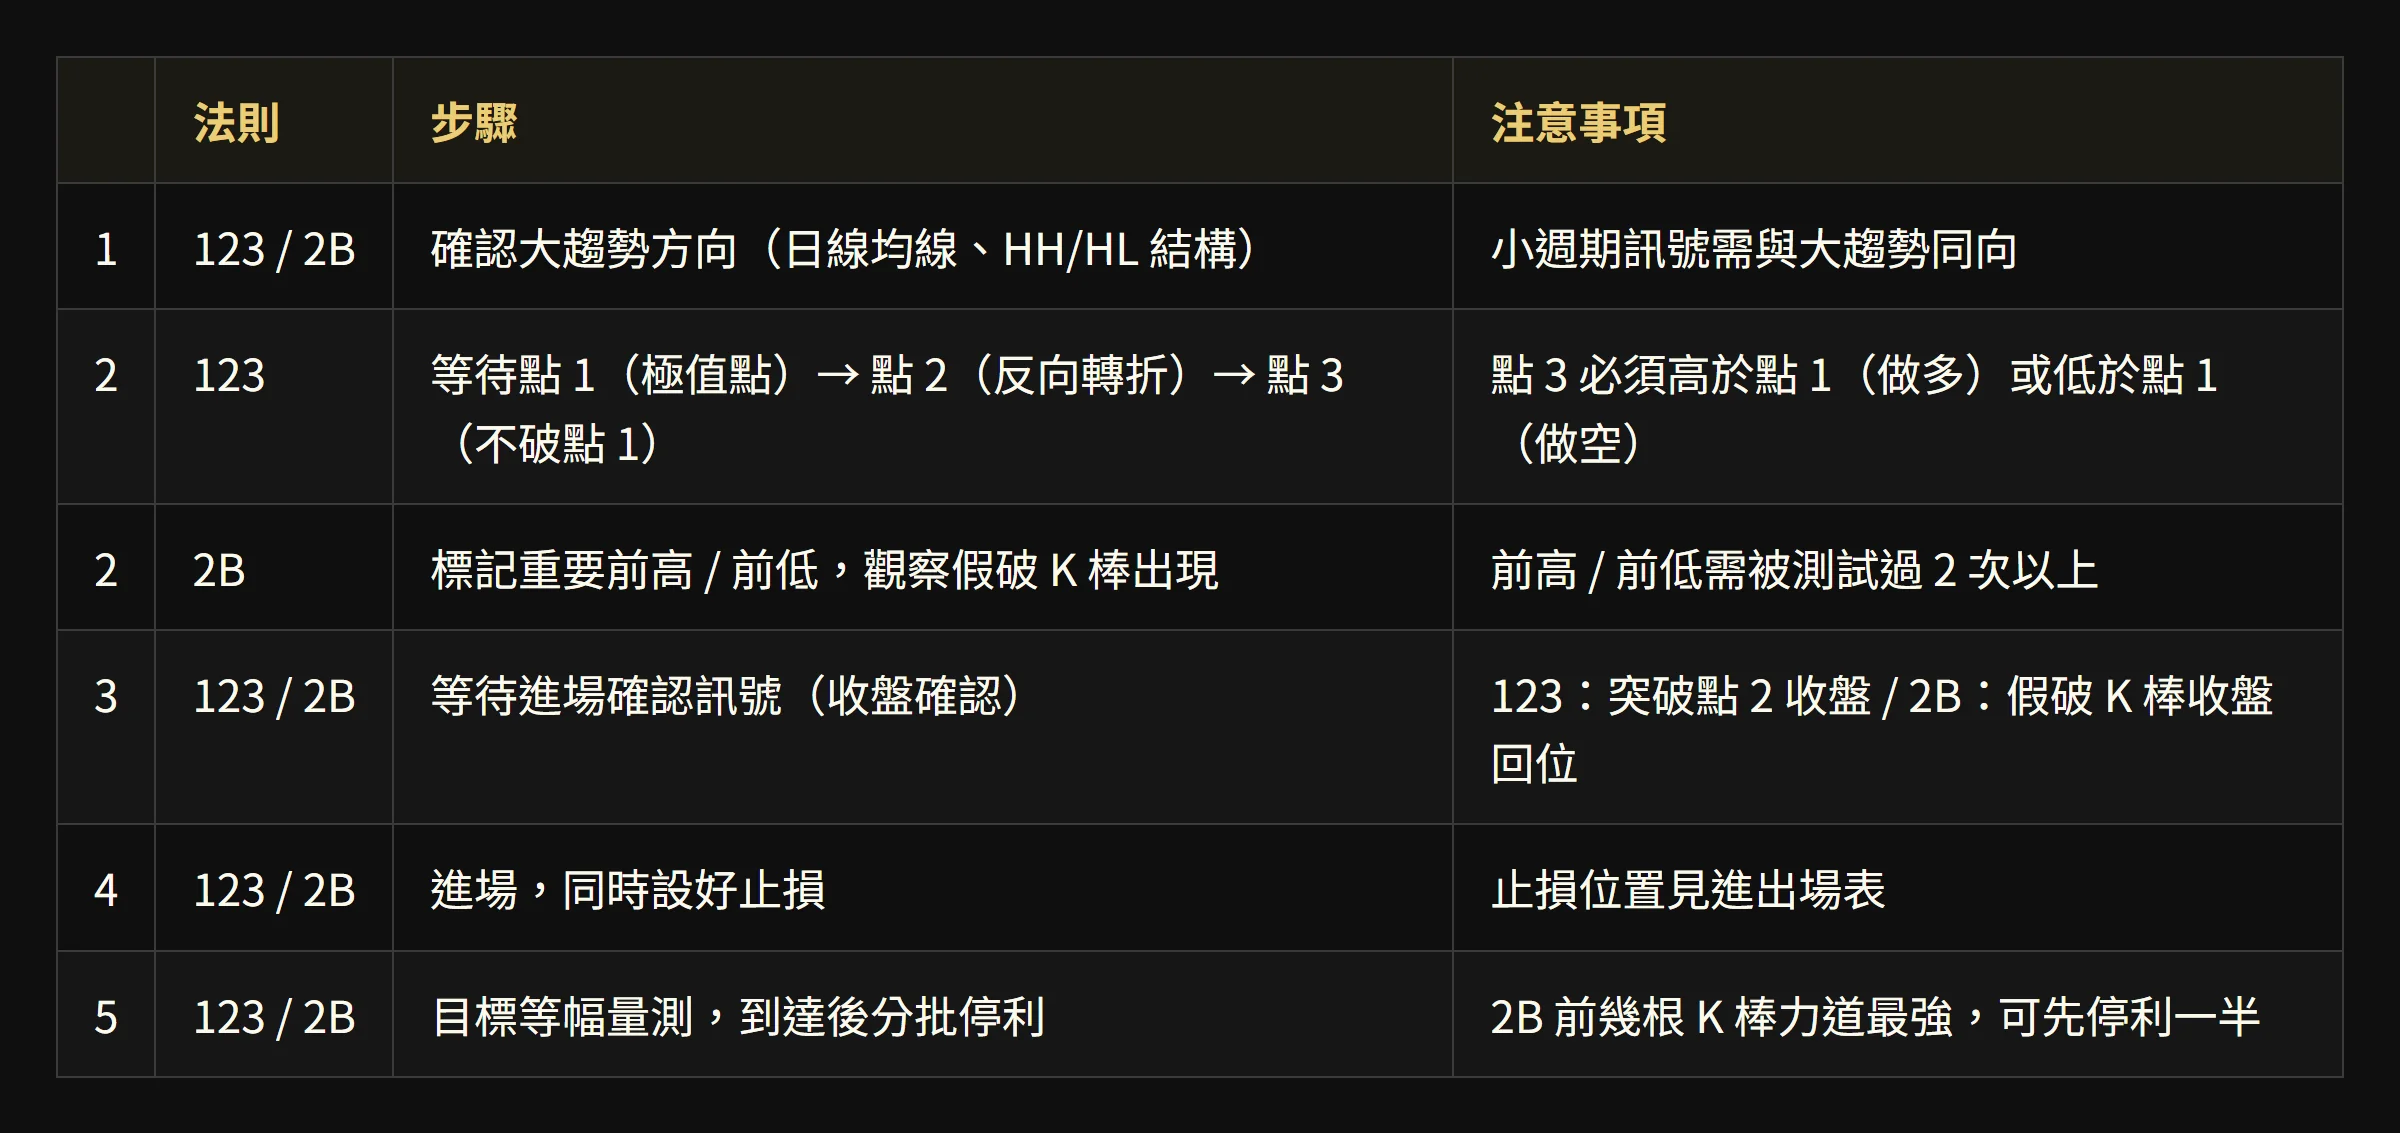 法則 步驟 注意事項
1 123 / 2B 確認大趨勢方向（日線均線、HH/HL 結構） 小週期訊號需與大趨勢同向
2 123 等待點 1（極值點）→ 點 2（反向轉折）→ 點 3 點 3 必須高於點 1（做多）或低於點 1
（不破點 1） （做空）
2 2B 標記重要前高 / 前低，觀察假破 K 棒出現 前高 / 前低需被測試過 2 次以上
3 123 / 2B 等待進場確認訊號（收盤確認） 123：突破點 2 收盤 / 2B：假破 K 棒收盤
回位
4 123 / 2B 進場，同時設好止損 止損位置見進出場表
5 123 / 2B 目標等幅量測，到達後分批停利 2B 前幾根 K 棒力道最強，可先停利一半